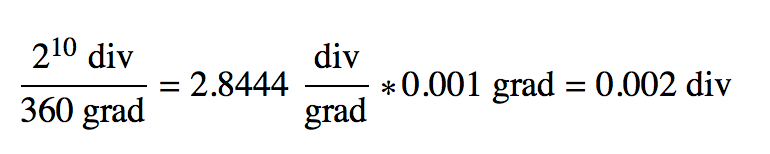 2^10 div / 360 grad = 2.8444 div / grad * 0.001 grad = 0.002 div